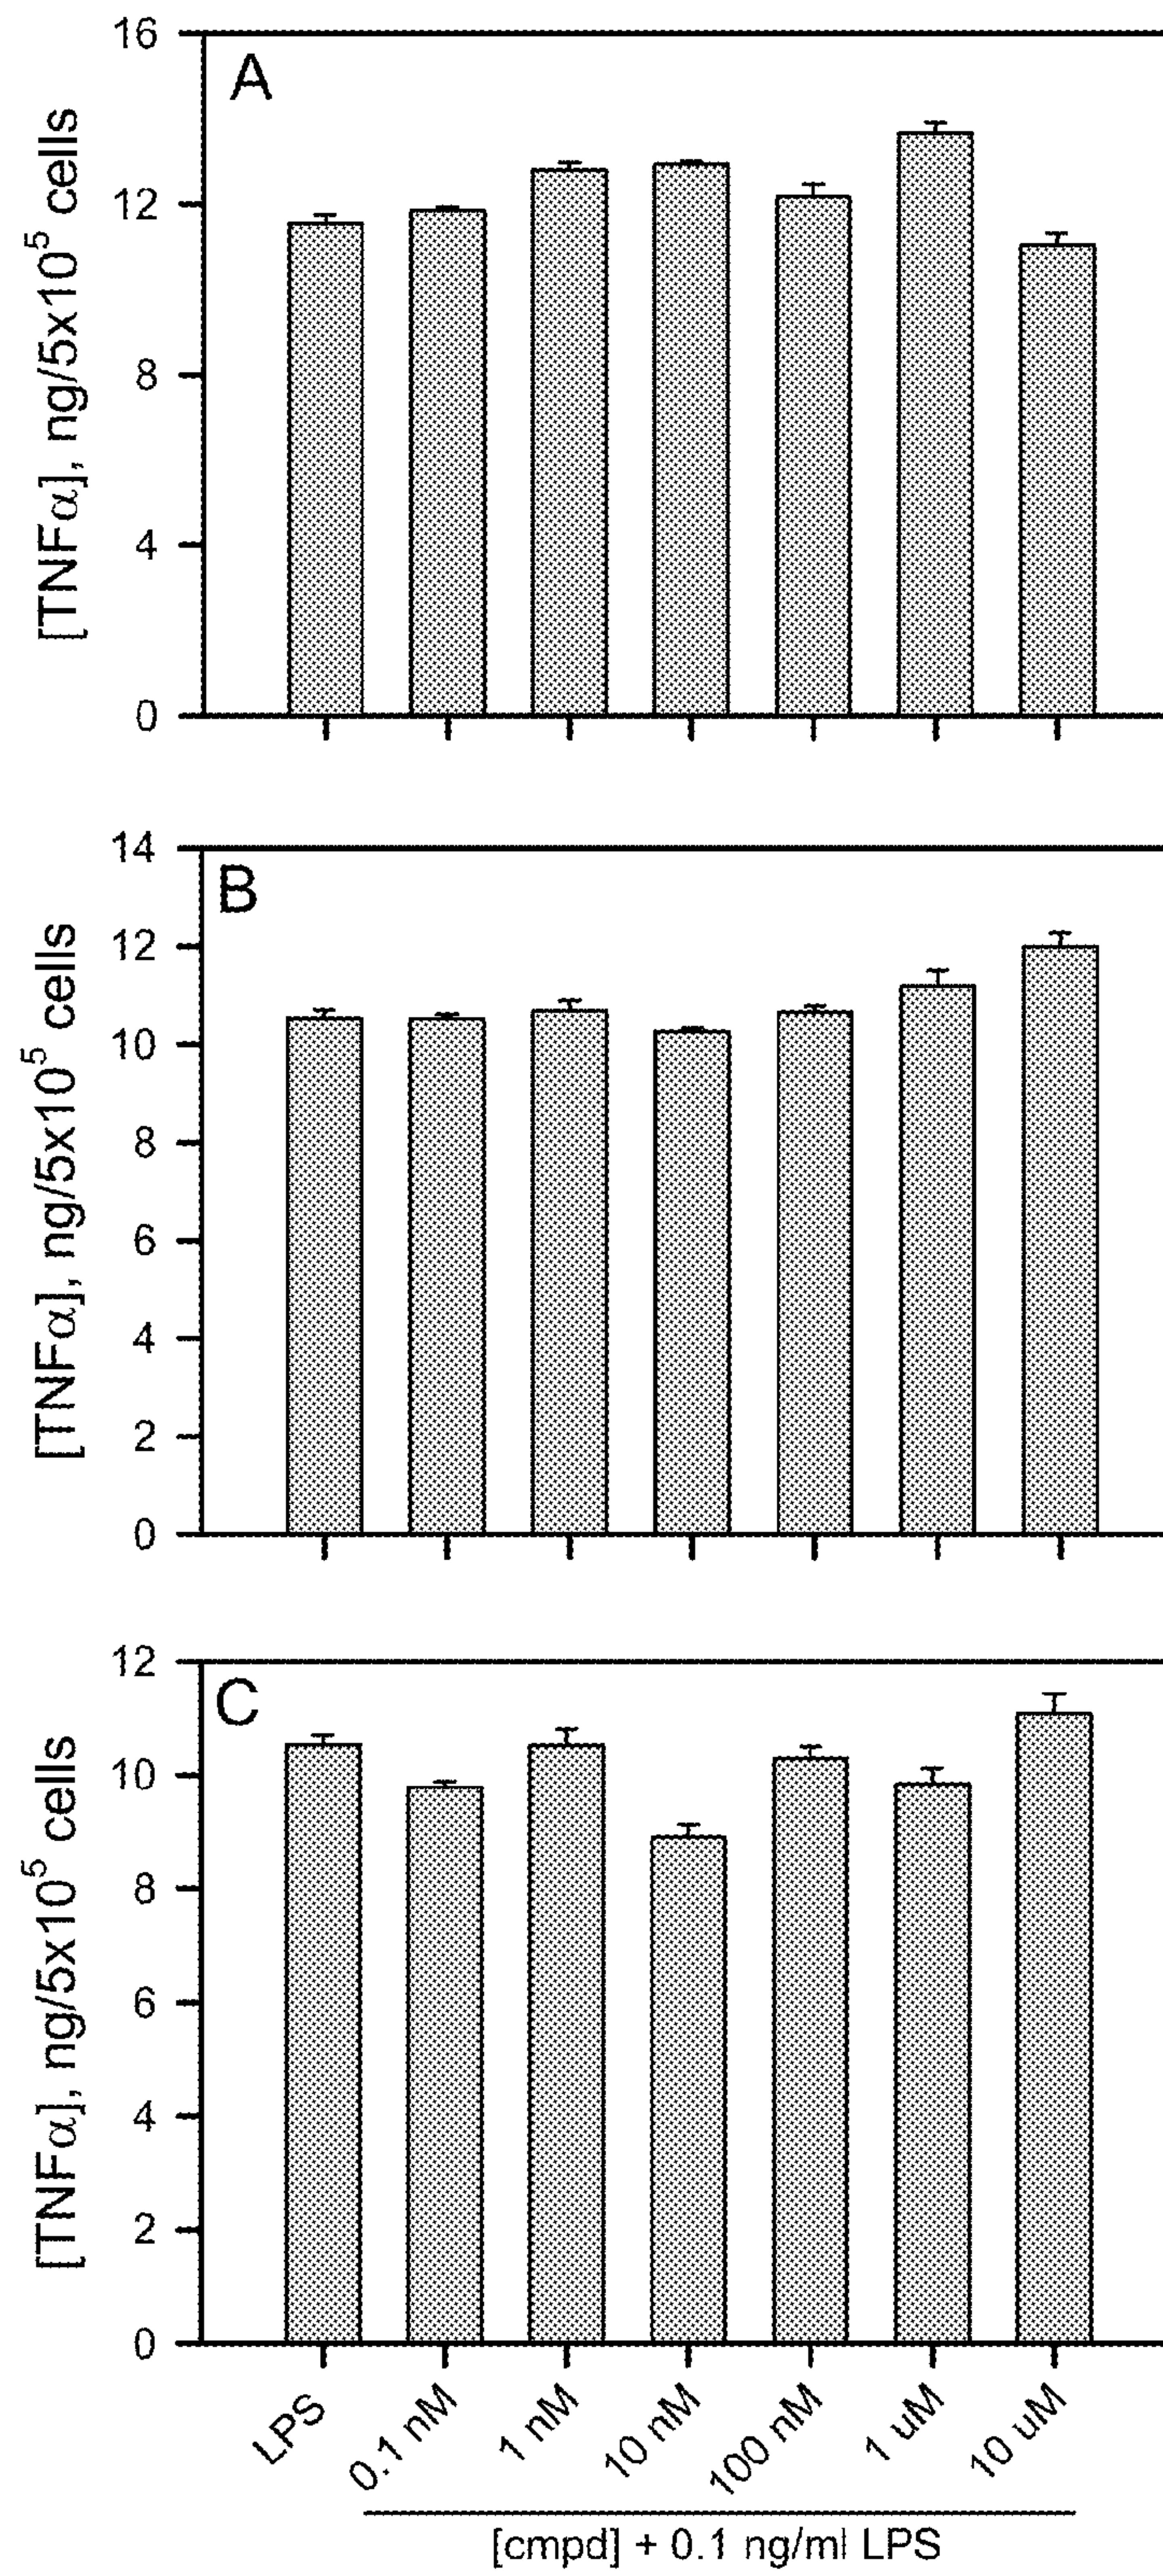 A
[TNFα], ng/5x10⁵ cells
16
12
8
4
0
B
[TNFα], ng/5x10⁵ cells
14
12
10
8
6
4
2
0
C
[TNFα], ng/5x10⁵ cells
12
10
8
6
4
2
0
LPS
0.1 nM
1 nM
10 nM
100 nM
1 uM
10 uM
[cmpd] + 0.1 ng/ml LPS